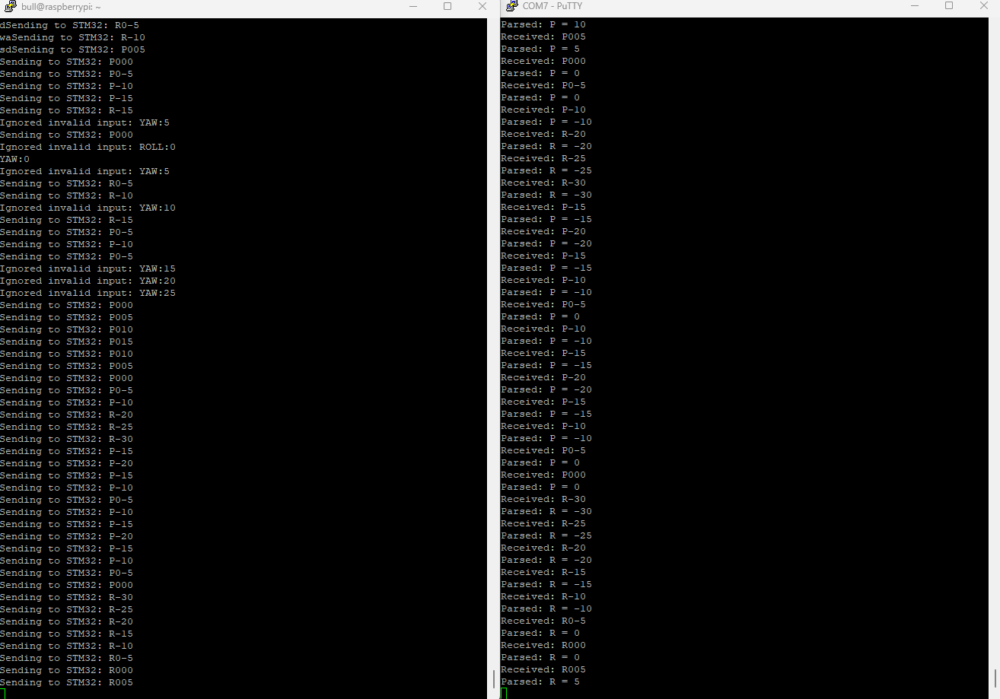 bull@raspberrypi: ~
dSending to STM32: R0-5
waSending to STM32: R-10
sdSending to STM32: P005
Sending to STM32: P000
Sending to STM32: P0-5
Sending to STM32: P-10
Sending to STM32: P-15
Sending to STM32: R-15
Ignored invalid input: YAW:5
Sending to STM32: P000
Ignored invalid input: ROLL:0
YAW:0
Ignored invalid input: YAW:5
Sending to STM32: R0-5
Sending to STM32: R-10
Ignored invalid input: YAW:10
Sending to STM32: R-15
Sending to STM32: P0-5
Sending to STM32: P-10
Sending to STM32: P0-5
Ignored invalid input: YAW:15
Ignored invalid input: YAW:20
Ignored invalid input: YAW:25
Sending to STM32: P000
Sending to STM32: P005
Sending to STM32: P010
Sending to STM32: P015
Sending to STM32: P010
Sending to STM32: P005
Sending to STM32: P000
Sending to STM32: P0-5
Sending to STM32: P-10
Sending to STM32: R-20
Sending to STM32: R-25
Sending to STM32: R-30
Sending to STM32: P-15
Sending to STM32: P-20
Sending to STM32: P-15
Sending to STM32: P-10
Sending to STM32: P0-5
Sending to STM32: P-10
Sending to STM32: P-15
Sending to STM32: P-20
Sending to STM32: P-15
Sending to STM32: P-10
Sending to STM32: P0-5
Sending to STM32: P000
Sending to STM32: R-30
Sending to STM32: R-25
Sending to STM32: R-20
Sending to STM32: R-15
Sending to STM32: R-10
Sending to STM32: R0-5
Sending to STM32: R000
Sending to STM32: R005
COM7 - PuTTY
Parsed: P = 10
Received: P005
Parsed: P = 5
Received: P000
Parsed: P = 0
Received: P0-5
Parsed: P = 0
Received: P-10
Parsed: P = -10
Received: R-20
Parsed: R = -20
Received: R-25
Parsed: R = -25
Received: R-30
Parsed: R = -30
Received: P-15
Parsed: P = -15
Received: P-20
Parsed: P = -20
Received: P-15
Parsed: P = -15
Received: P-10
Parsed: P = -10
Received: P0-5
Parsed: P = 0
Received: P-10
Parsed: P = -10
Received: P-15
Parsed: P = -15
Received: P-20
Parsed: P = -20
Received: P-15
Parsed: P = -15
Received: P-10
Parsed: P = -10
Received: P0-5
Parsed: P = 0
Received: P000
Parsed: P = 0
Received: R-30
Parsed: R = -30
Received: R-25
Parsed: R = -25
Received: R-20
Parsed: R = -20
Received: R-15
Parsed: R = -15
Received: R-10
Parsed: R = -10
Received: R0-5
Parsed: R = 0
Received: R000
Parsed: R = 0
Received: R005
Parsed: R = 5